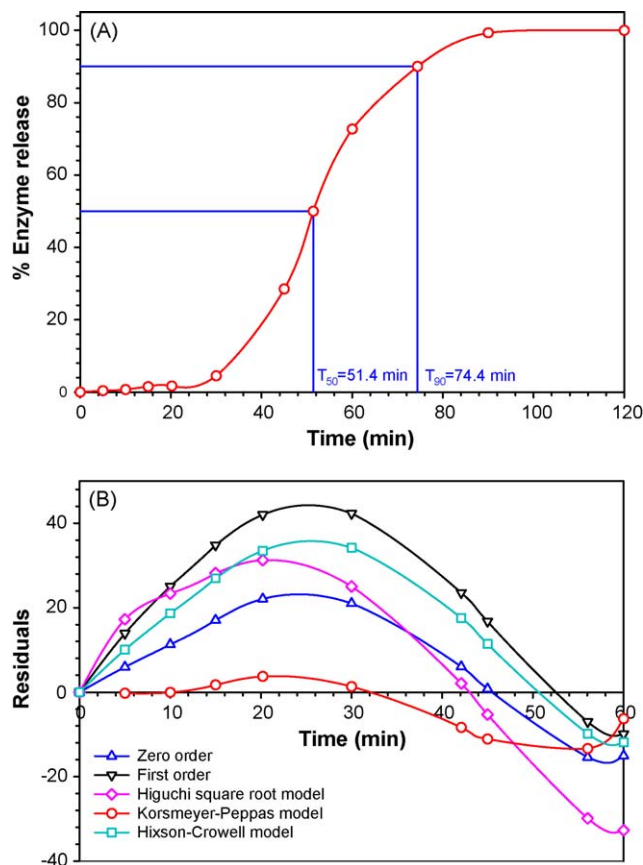 (A)
% Enzyme release
100
80
60
40
20
0
T50=51.4 min
T90=74.4 min
0 20 40 60 80 100 120
Time (min)
(B)
Residuals
40
20
0
-20
-40
0 10 20 30 40 50 60
Time (min)
Zero order
First order
Higuchi square root model
Korsmeyer-Peppas model
Hixson-Crowell model